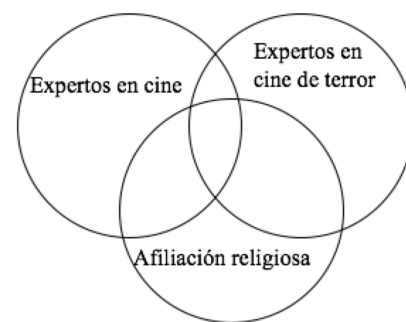 Expertos en cine
Expertos en
cine de terror
Afiliación religiosa